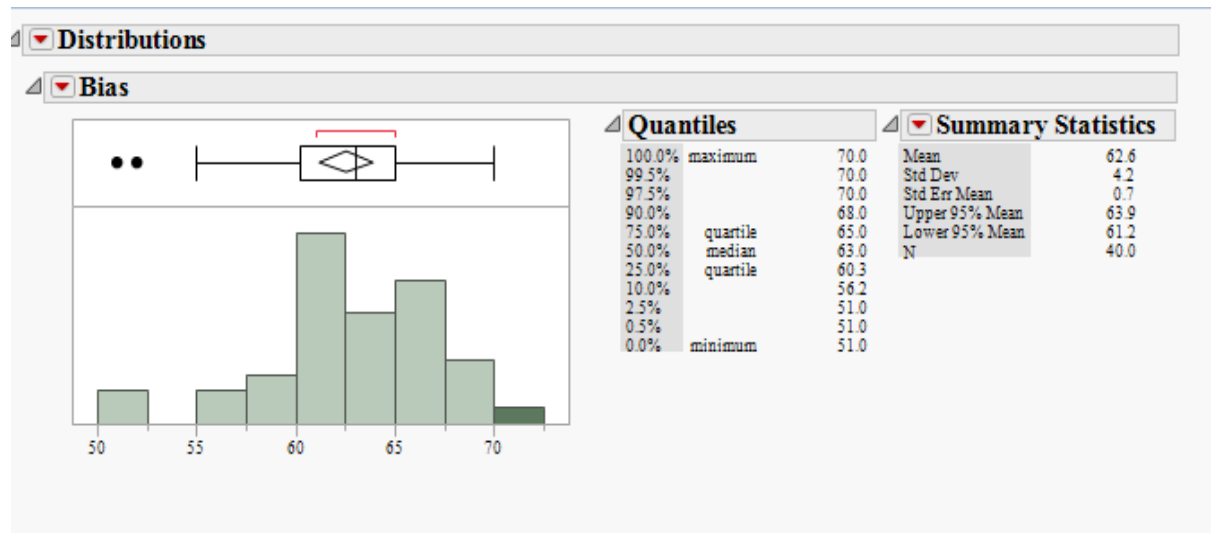 Distributions
Bias
50 55 60 65 70
Quantiles
100.0% maximum 70.0
99.5% 70.0
97.5% 70.0
90.0% 68.0
75.0% quartile 65.0
50.0% median 63.0
25.0% quartile 60.3
10.0% 56.2
2.5% 51.0
0.5% 51.0
0.0% minimum 51.0
Summary Statistics
Mean 62.6
Std Dev 4.2
Std Err Mean 0.7
Upper 95% Mean 63.9
Lower 95% Mean 61.2
N 40.0